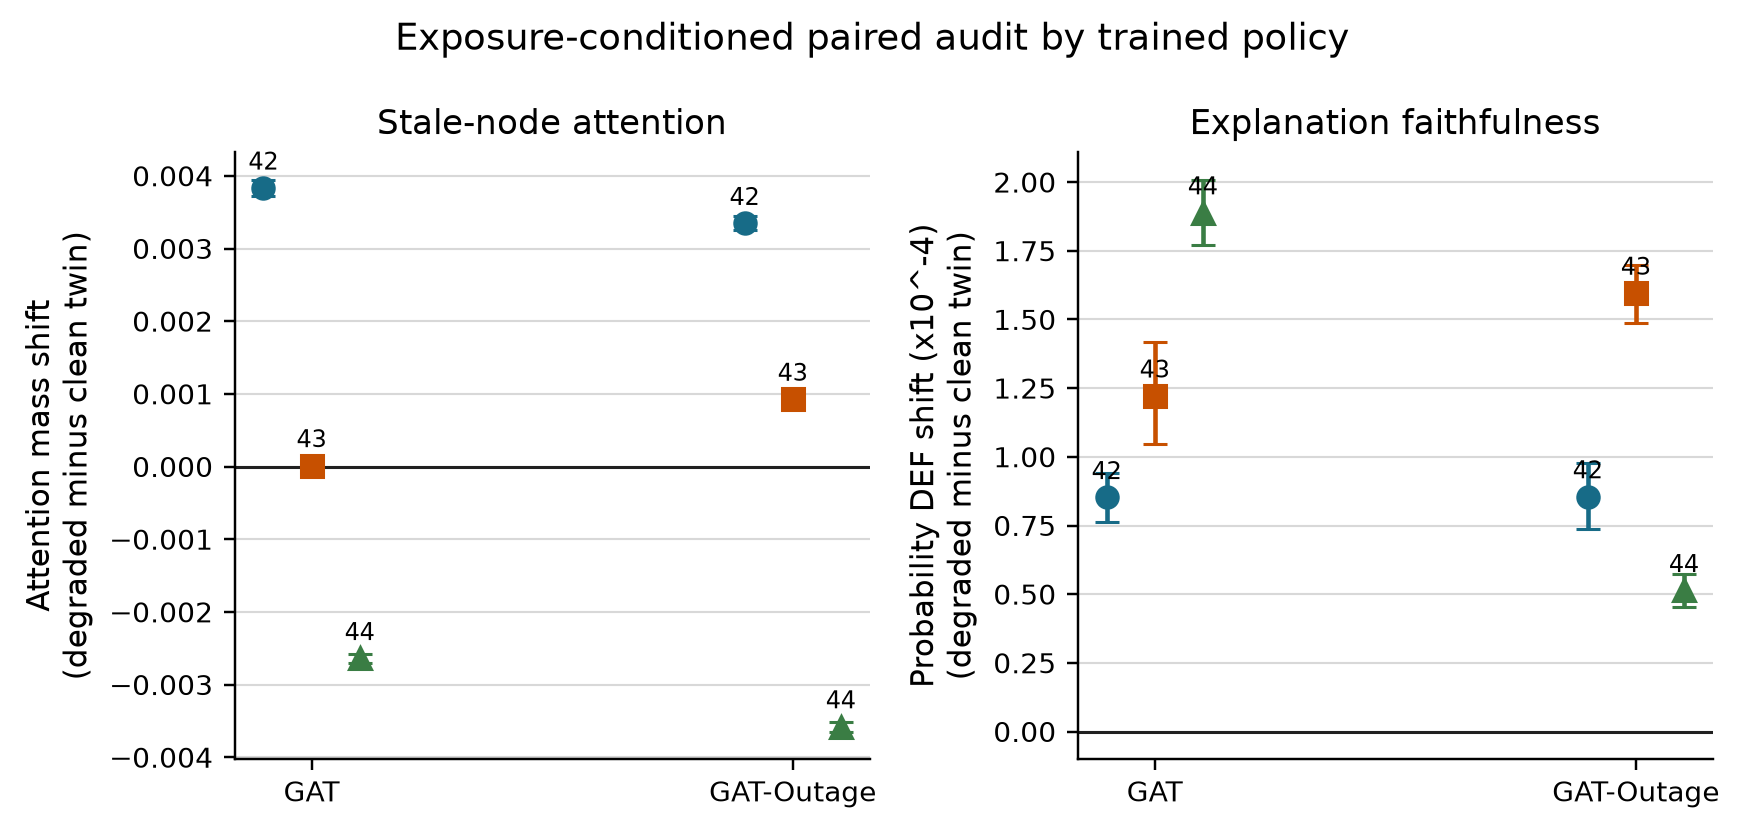 Exposure-conditioned paired audit by trained policy
Stale-node attention
Attention mass shift
(degraded minus clean twin)
0.004
0.003
0.002
0.001
0.000
−0.001
−0.002
−0.003
−0.004
42
43
44
42
43
44
GAT
GAT-Outage
Explanation faithfulness
Probability DEF shift (x10^-4)
(degraded minus clean twin)
2.00
1.75
1.50
1.25
1.00
0.75
0.50
0.25
0.00
42
43
44
42
43
44
GAT
GAT-Outage